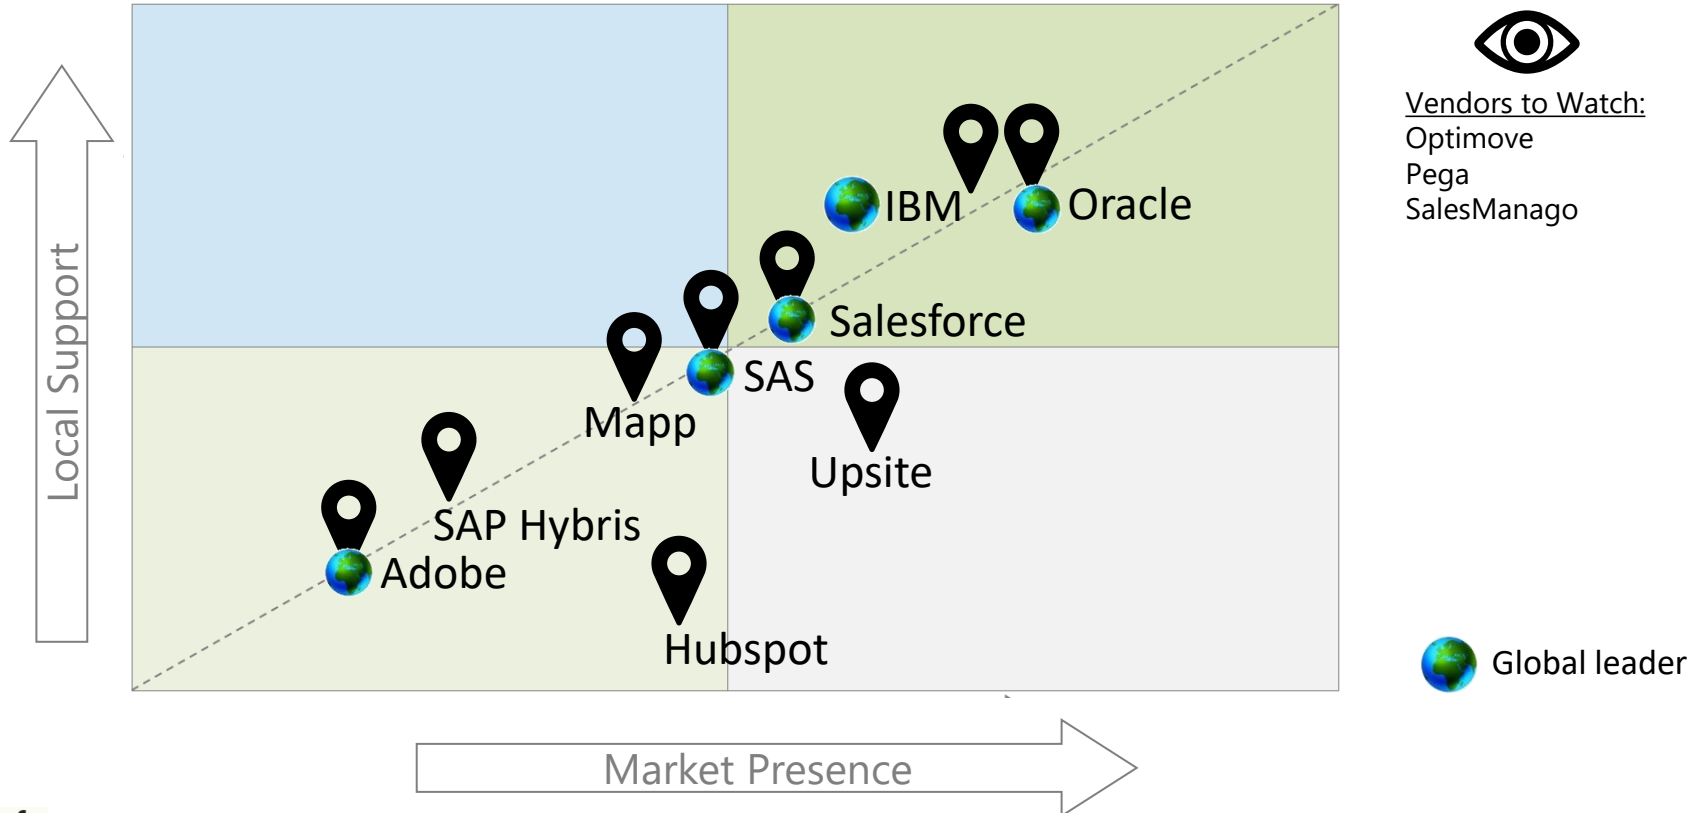 Vendors to Watch:
Optimove
Pega
SalesManago
IBM
Oracle
Salesforce
SAS
Mapp
Upsite
SAP Hybris
Adobe
Hubspot
Local Support
Market Presence
Global leader